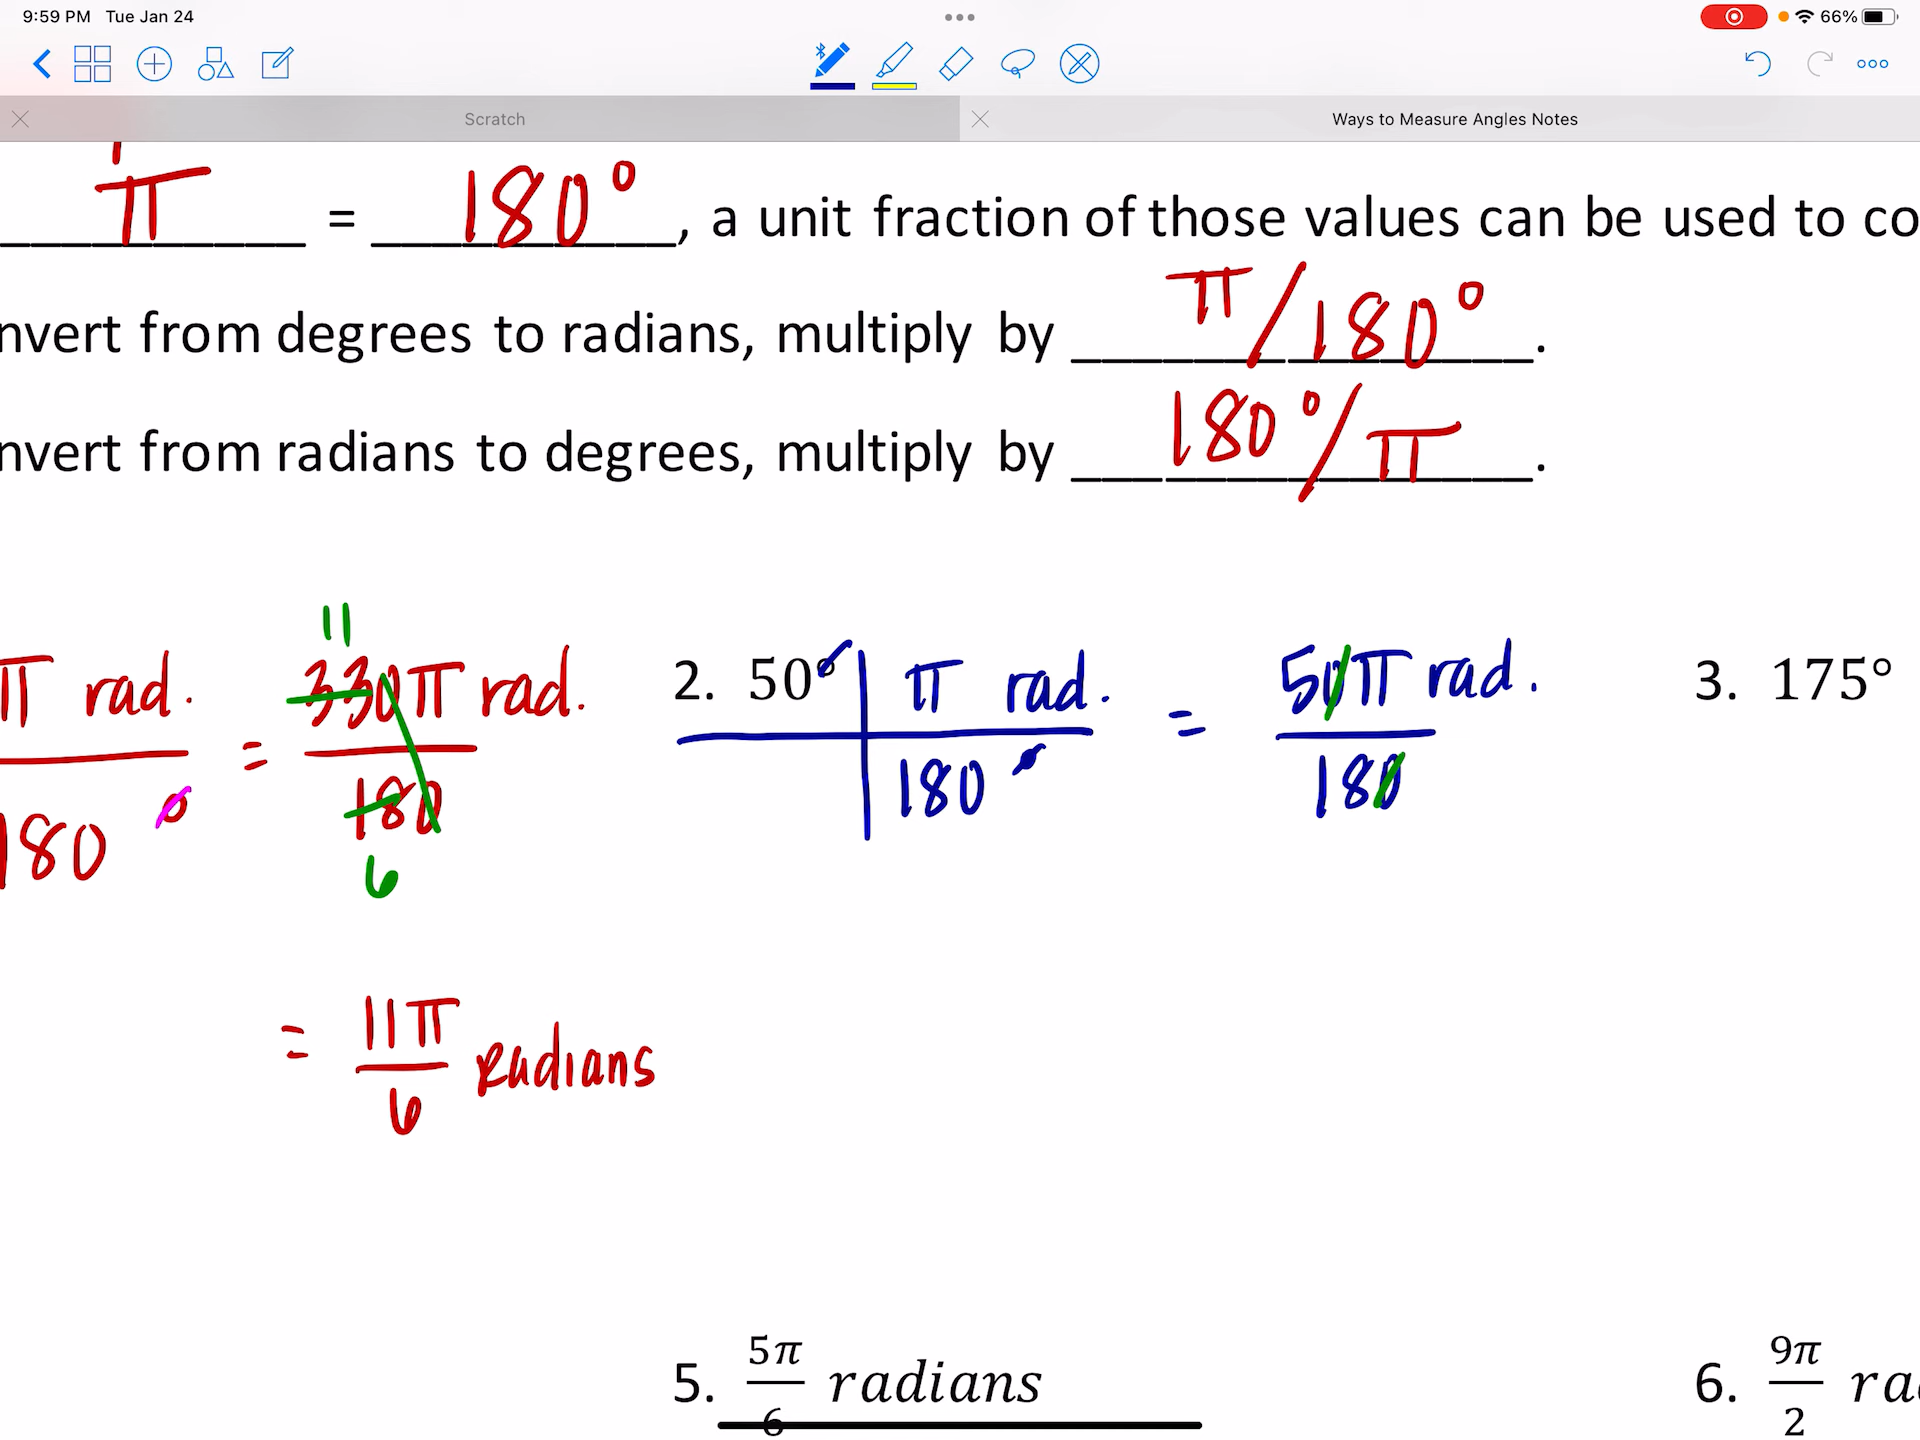 9:59 PM Tue Jan 24
66%
Scratch
Ways to Measure Angles Notes
π = 180°, a unit fraction of those values can be used to co
nvert from degrees to radians, multiply by π/180°.
nvert from radians to degrees, multiply by 180°/π.
11
π rad. = 330π rad.
180° 180
6
= 11π radians
6
2. 50° π rad. = 50π rad.
180° 180
3. 175°
5. 5π radians
6
6. 9π ra
2